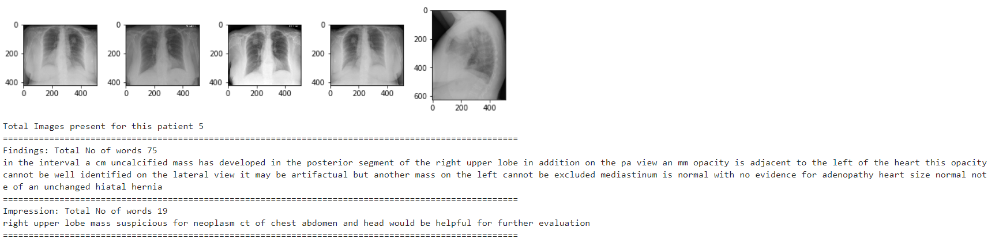 0
200
400
0 200 400
0
200
400
0 200 400
0
200
400
0 200 400
0
200
400
0 200 400
0
200
400
600
0 200 400
Total Images present for this patient 5
====================================================================================================
Findings: Total No of words 75
in the interval a cm uncalcified mass has developed in the posterior segment of the right upper lobe in addition on the pa view an mm opacity is adjacent to the left of the heart this opacity
cannot be well identified on the lateral view it may be artifactual but another mass on the left cannot be excluded mediastinum is normal with no evidence for adenopathy heart size normal not
e of an unchanged hiatal hernia
====================================================================================================
Impression: Total No of words 19
right upper lobe mass suspicious for neoplasm ct of chest abdomen and head would be helpful for further evaluation
====================================================================================================